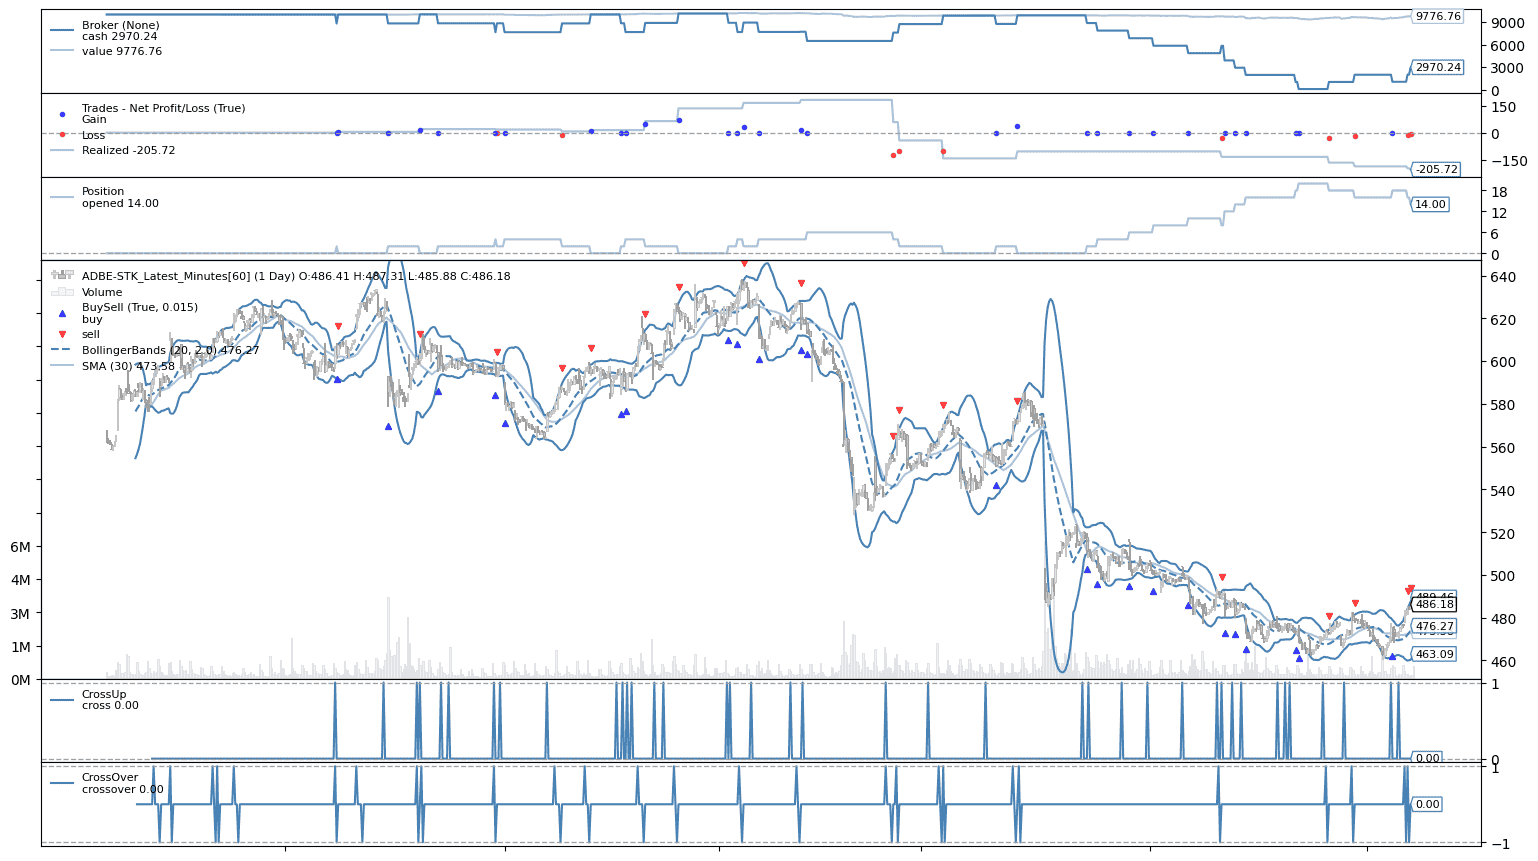 Broker (None)
cash 2970.24
value 9776.76
9776.76
9000
6000
3000
2970.24
0
Trades - Net Profit/Loss (True)
Gain
Loss
Realized -205.72
150
0
−150
-205.72
Position
opened 14.00
18
14.00
12
6
0
ADBE-STK_Latest_Minutes[60] (1 Day) O:486.41 H:487.31 L:485.88 C:486.18
Volume
BuySell (True, 0.015)
buy
sell
BollingerBands (20, 2.0) 476.27
SMA (30) 473.58
640
620
600
580
560
540
520
500
480
460
489.46
486.18
476.27
473.58
463.09
6M
4M
3M
1M
0M
CrossUp
cross 0.00
1
0
0.00
CrossOver
crossover 0.00
1
0.00
−1